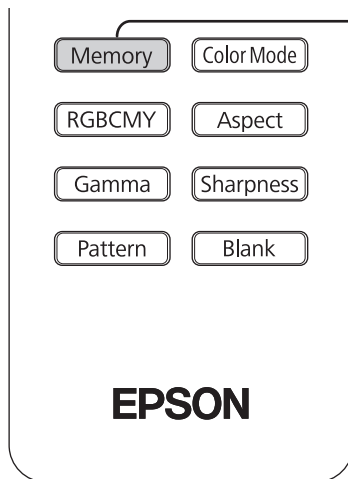 Memory Color Mode
RGBCMY Aspect
Gamma Sharpness
Pattern Blank
EPSON